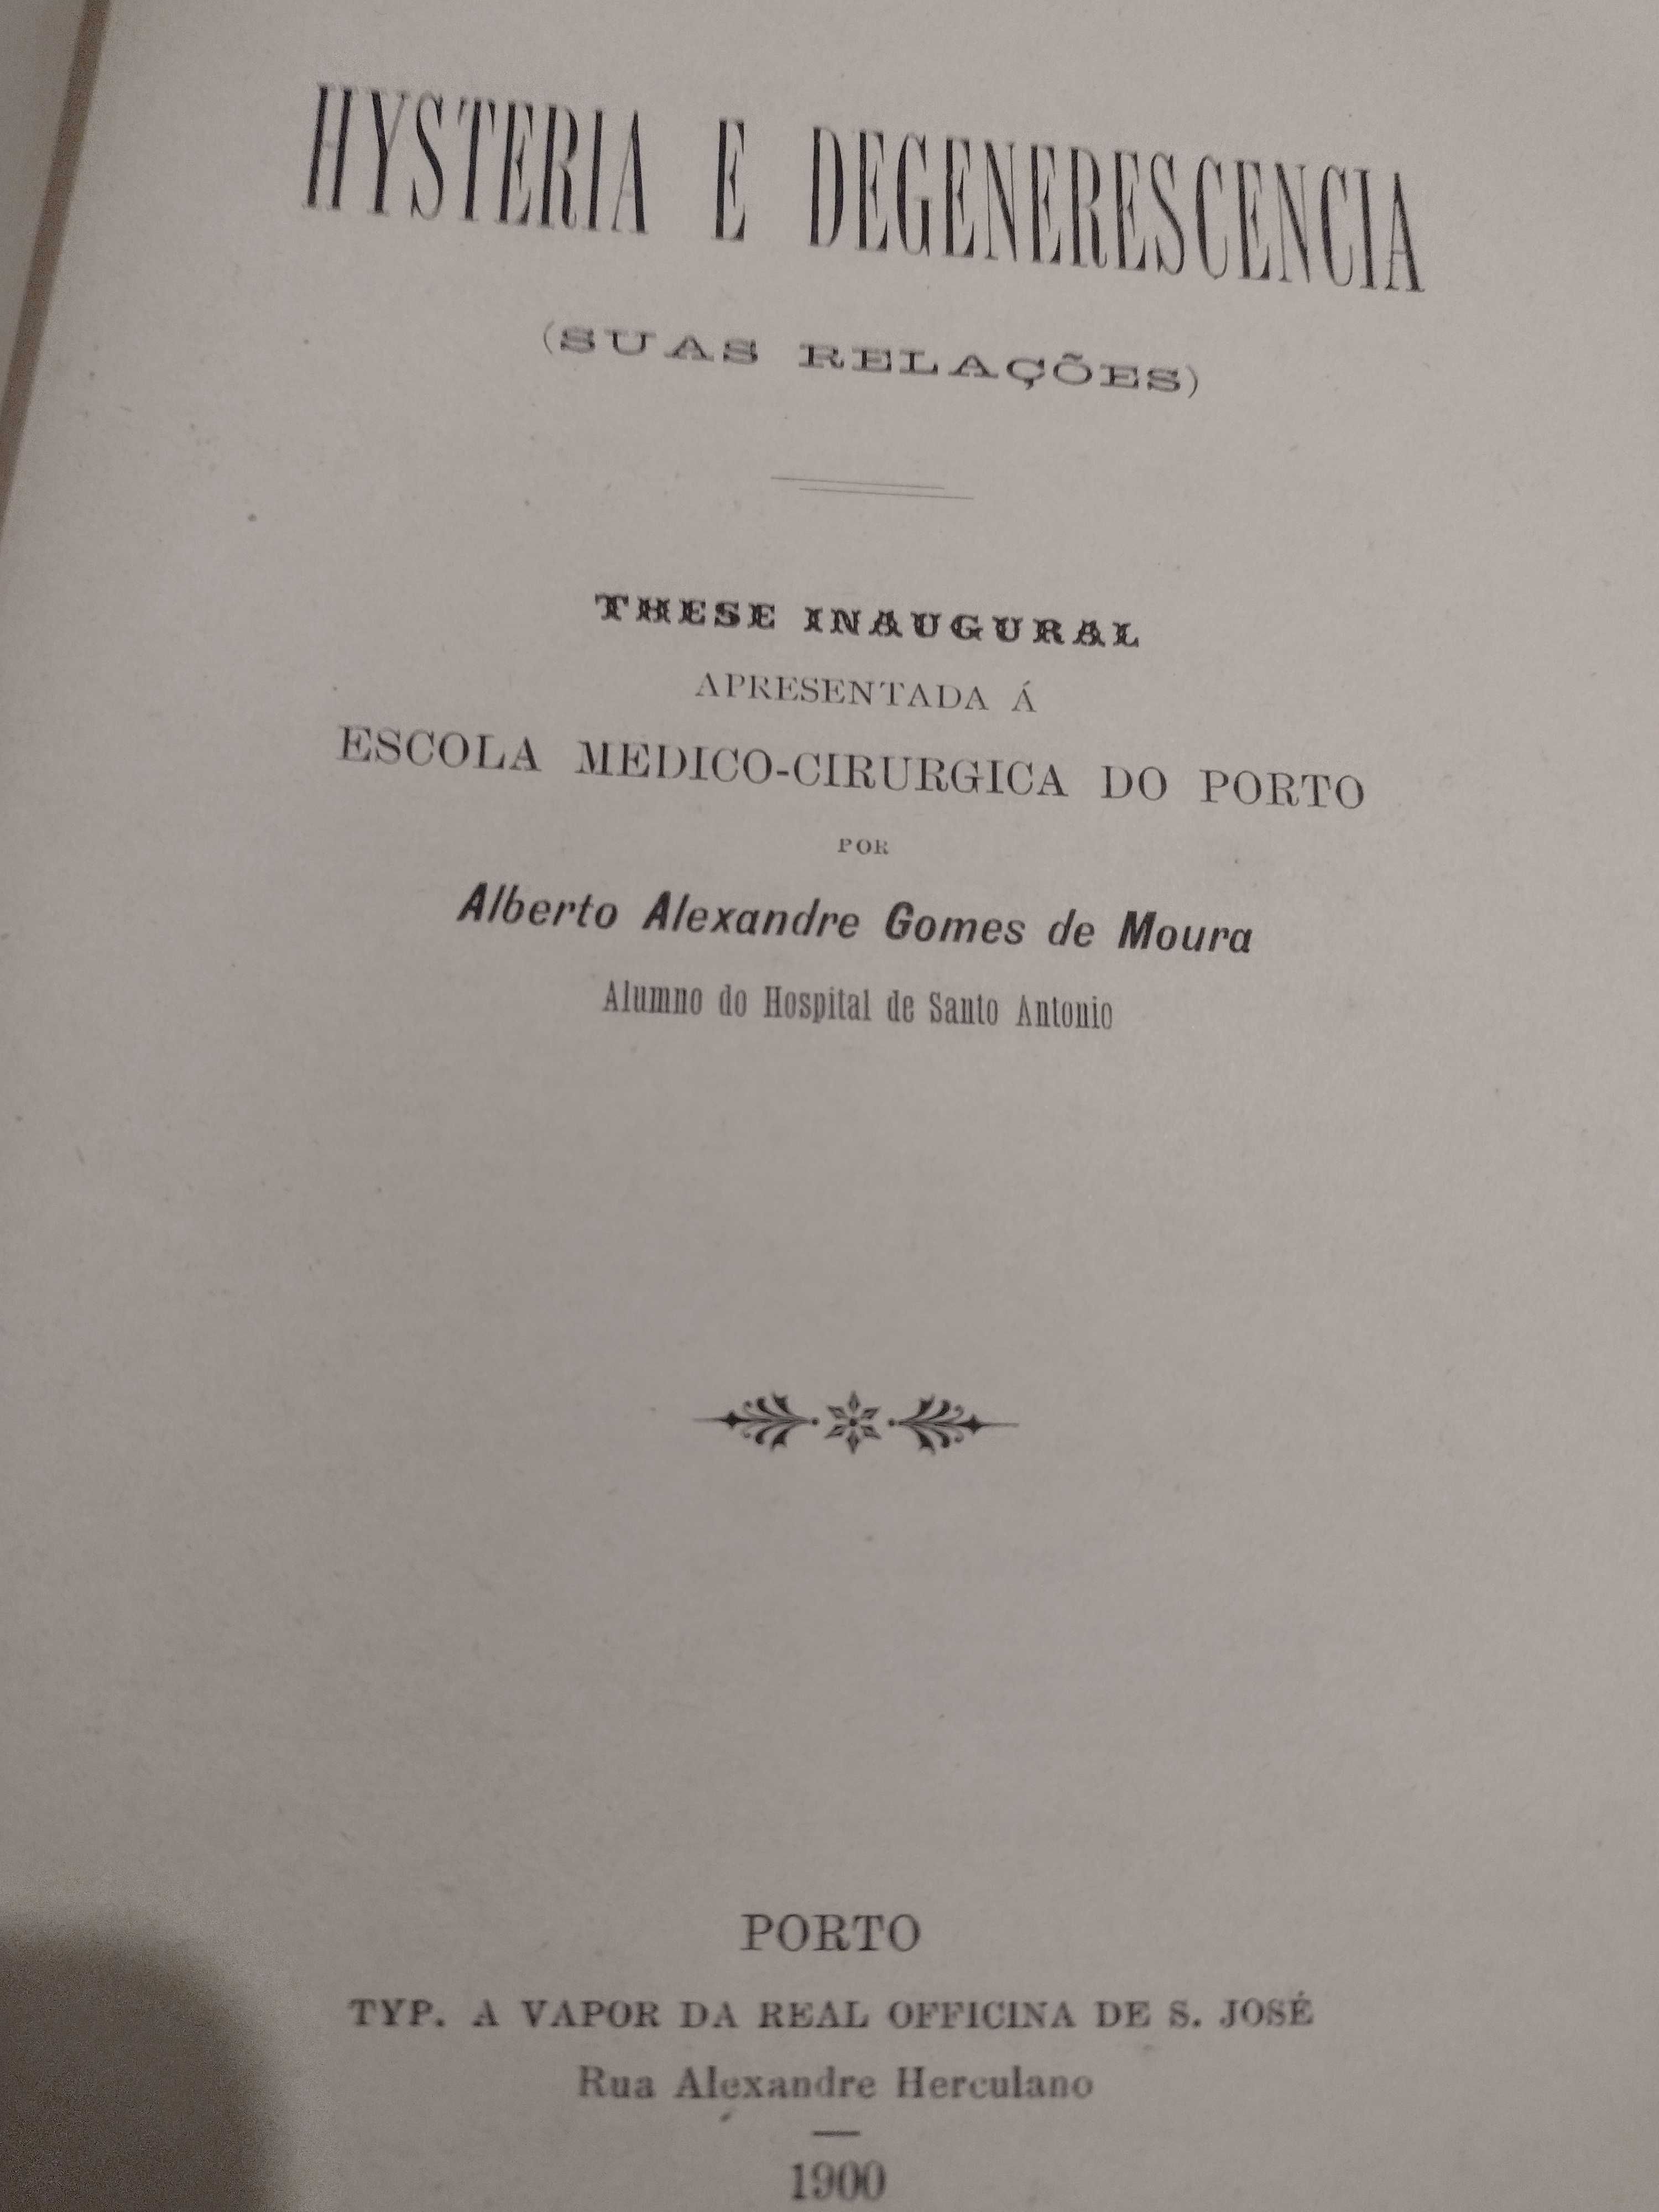 HYSTERIA E DEGENERESCENCIA
(SUAS RELAÇÕES)
THESE INAUGURAL
APRESENTADA Á
ESCOLA MEDICO-CIRURGICA DO PORTO
POR
Alberto Alexandre Gomes de Moura
Alumno do Hospital de Santo Antonio
PORTO
TYP. A VAPOR DA REAL OFFICINA DE S. JOSÉ
Rua Alexandre Herculano
1900